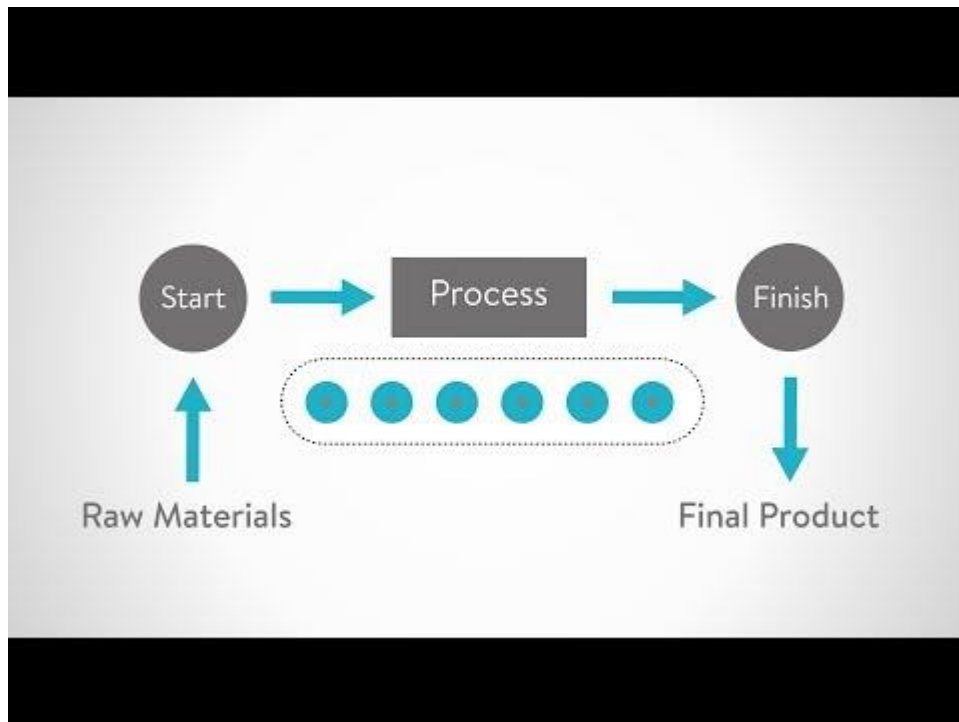 Start
Process
Finish
Raw Materials
Final Product